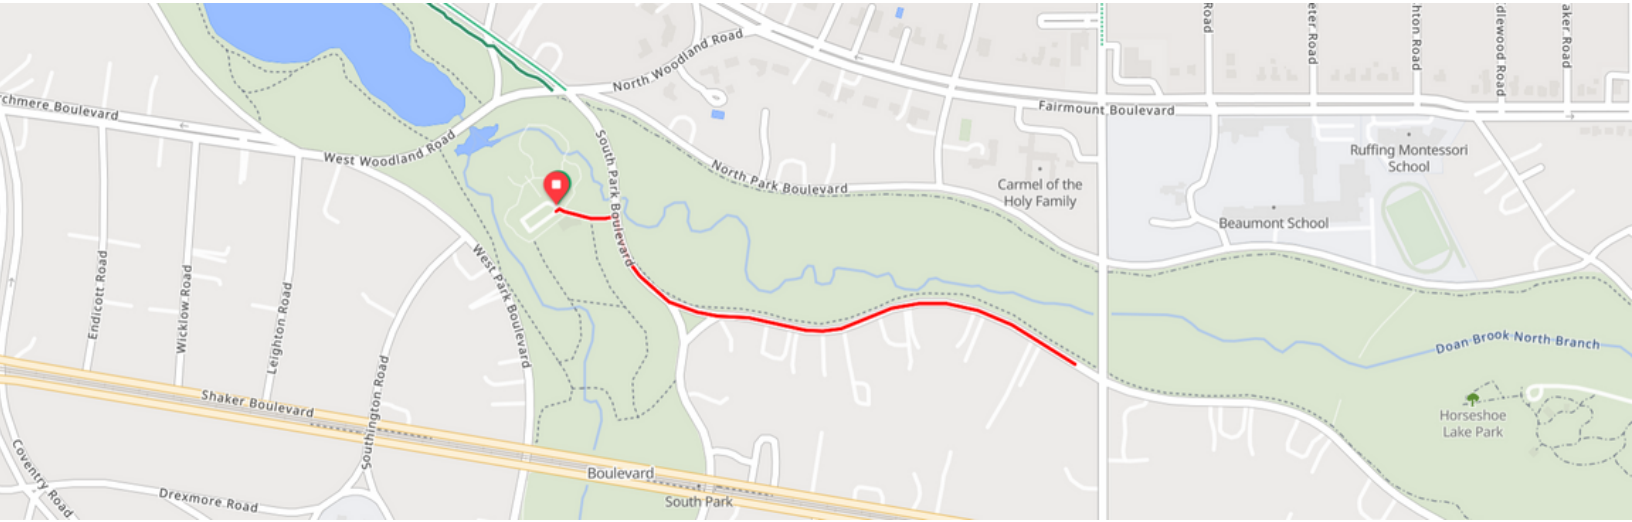 North Woodland Road
Road
rchmere Boulevard
Fairmount Boulevard
West Woodland Road
South Park Boulevard
North Park Boulevard
Ruffing Montessori
School
Carmel of the
Holy Family
Beaumont School
West Park Boulevard
Endicott Road
Wicklow Road
Leighton Road
Southington Road
Doan Brook North Branch
Shaker Boulevard
Horseshoe
Lake Park
Coventry Road
Boulevard
Drexmore Road
South Park
eter Road
hton Road
dlewood Road
aker Road